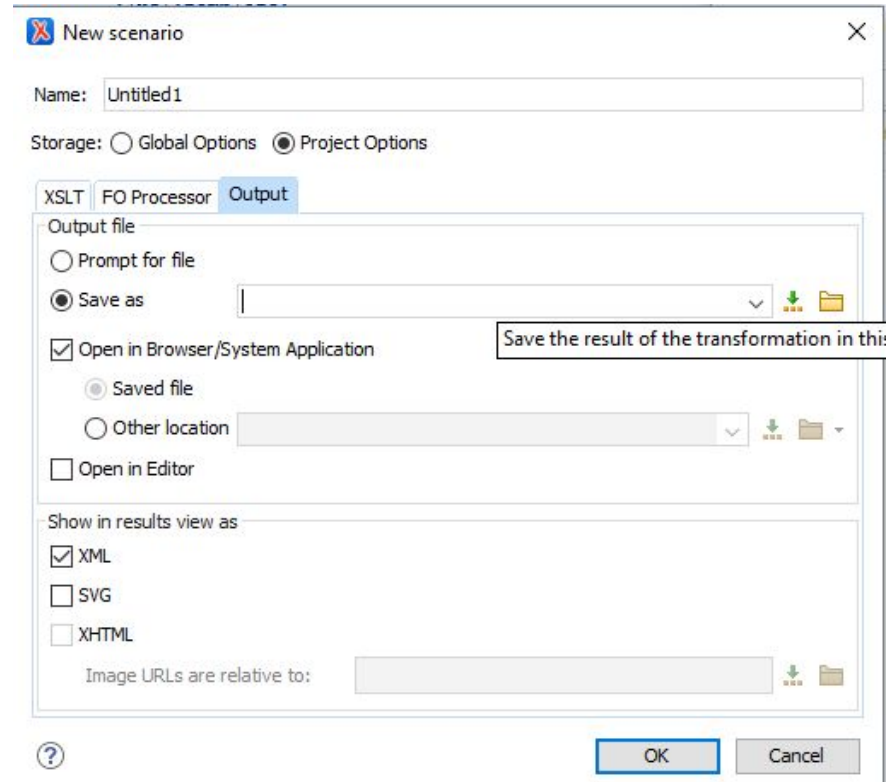 New scenario
Name: Untitled1
Storage: Global Options Project Options
XSLT FO Processor Output
Output file
Prompt for file
Save as
Save the result of the transformation in this
Open in Browser/System Application
Saved file
Other location
Open in Editor
Show in results view as
XML
SVG
XHTML
Image URLs are relative to:
? OK Cancel